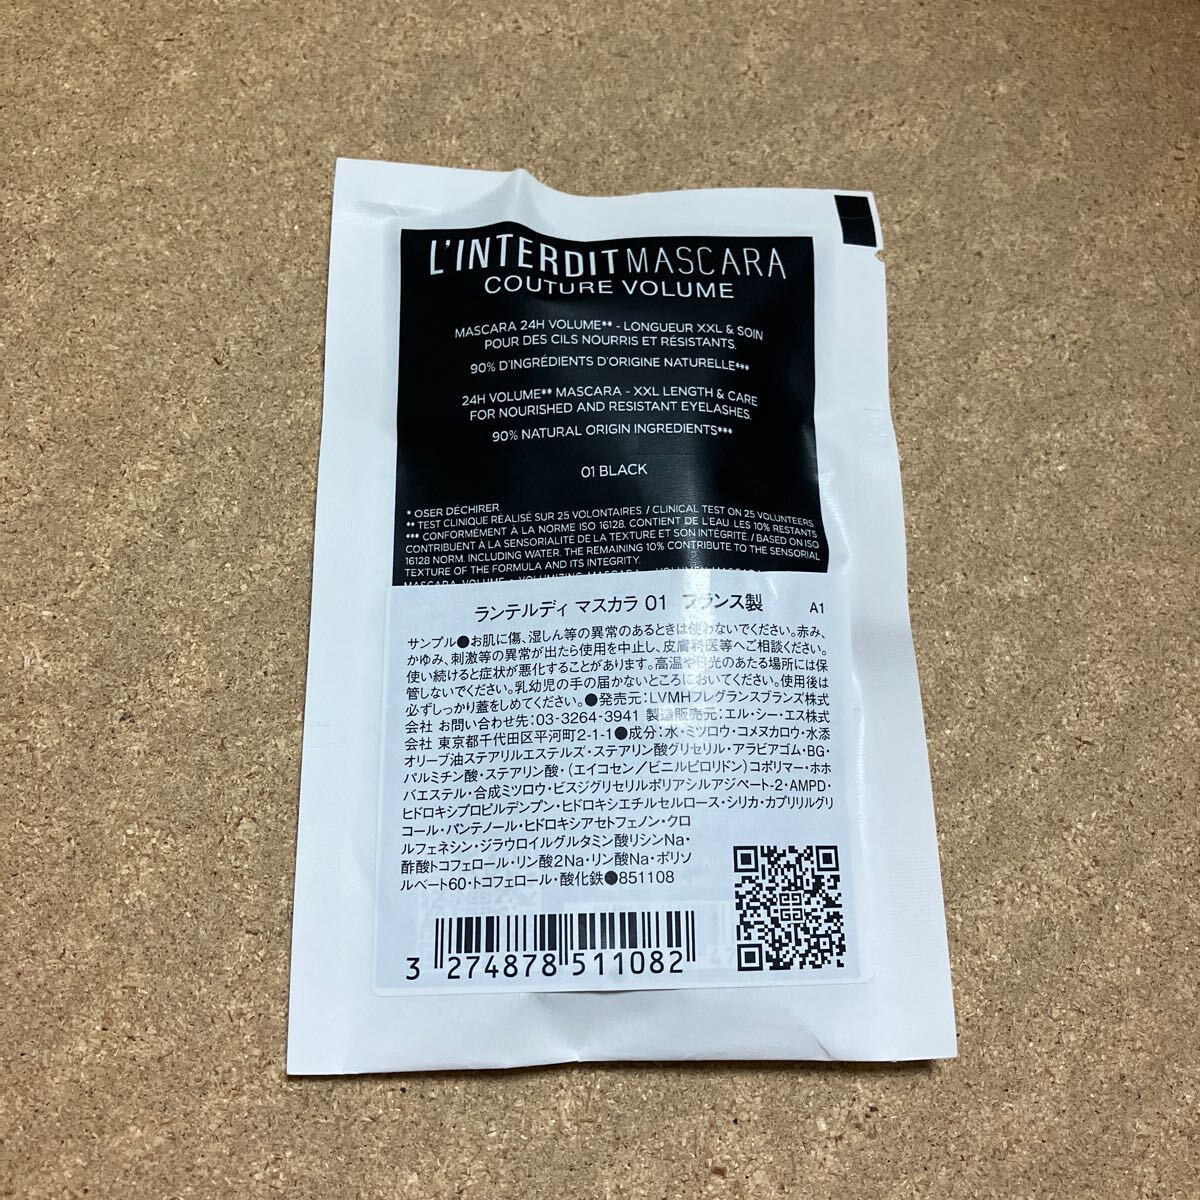 L'INTERDIT MASCARA
COUTURE VOLUME
MASCARA 24H VOLUME** - LONGUEUR XXL & SOIN
POUR DES CILS NOURRIS ET RÉSISTANTS.
90% D'INGRÉDIENTS D'ORIGINE NATURELLE***
24H VOLUME** MASCARA - XXL LENGTH & CARE
FOR NOURISHED AND RESISTANT EYELASHES.
90% NATURAL ORIGIN INGREDIENTS***
01 BLACK
* OSER DÉCHIRER
** TEST CLINIQUE RÉALISÉ SUR 25 VOLONTAIRES / CLINICAL TEST ON 25 VOLUNTEERS.
*** CONFORMÉMENT À LA NORME ISO 16128. CONTIENT DE L'EAU. LES 10% RESTANTS
CONTRIBUENT À LA SENSORIALITÉ DE LA TEXTURE ET SON INTÉGRITÉ. / BASED ON ISO
16128 NORM. INCLUDING WATER. THE REMAINING 10% CONTRIBUTE TO THE SENSORIAL
TEXTURE OF THE FORMULA AND ITS INTEGRITY.
MASCARA VOLUME • VOLUMIZING MASCARA
ランテルディ マスカラ 01 フランス製 A1
サンプル●お肌に傷、湿しん等の異常のあるときは使わないでください。赤み、
かゆみ、刺激等の異常が出たら使用を中止し、皮膚科医等へご相談ください。
使い続けると症状が悪化することがあります。高温や日光のあたる場所には保
管しないでください。乳幼児の手の届かないところにおいてください。使用後は
必ずしっかり蓋をしめてください。●発売元：LVMHフレグランスブランズ株式
会社 お問い合わせ先：03-3264-3941 製造販売元：エル・シー・エス株式
会社 東京都千代田区平河町2-1-1●成分：水・ミツロウ・コメヌカロウ・水添
オリーブ油ステアリルエステルズ・ステアリン酸グリセリル・アラビアゴム・BG・
パルミチン酸・ステアリン酸・（エイコセン／ビニルピロリドン）コポリマー・ホホ
バエステル・合成ミツロウ・ビスジグリセリルポリアシルアジペート-2・AMPD・
ヒドロキシプロピルデンプン・ヒドロキシエチルセルロース・シリカ・カプリリルグリ
コール・パンテノール・ヒドロキシアセトフェノン・クロ
ルフェネシン・ジラウロイルグルタミン酸リシンNa・
酢酸トコフェロール・リン酸2Na・リン酸Na・ポリソ
ルベート60・トコフェロール・酸化鉄●851108
3 274878 511082